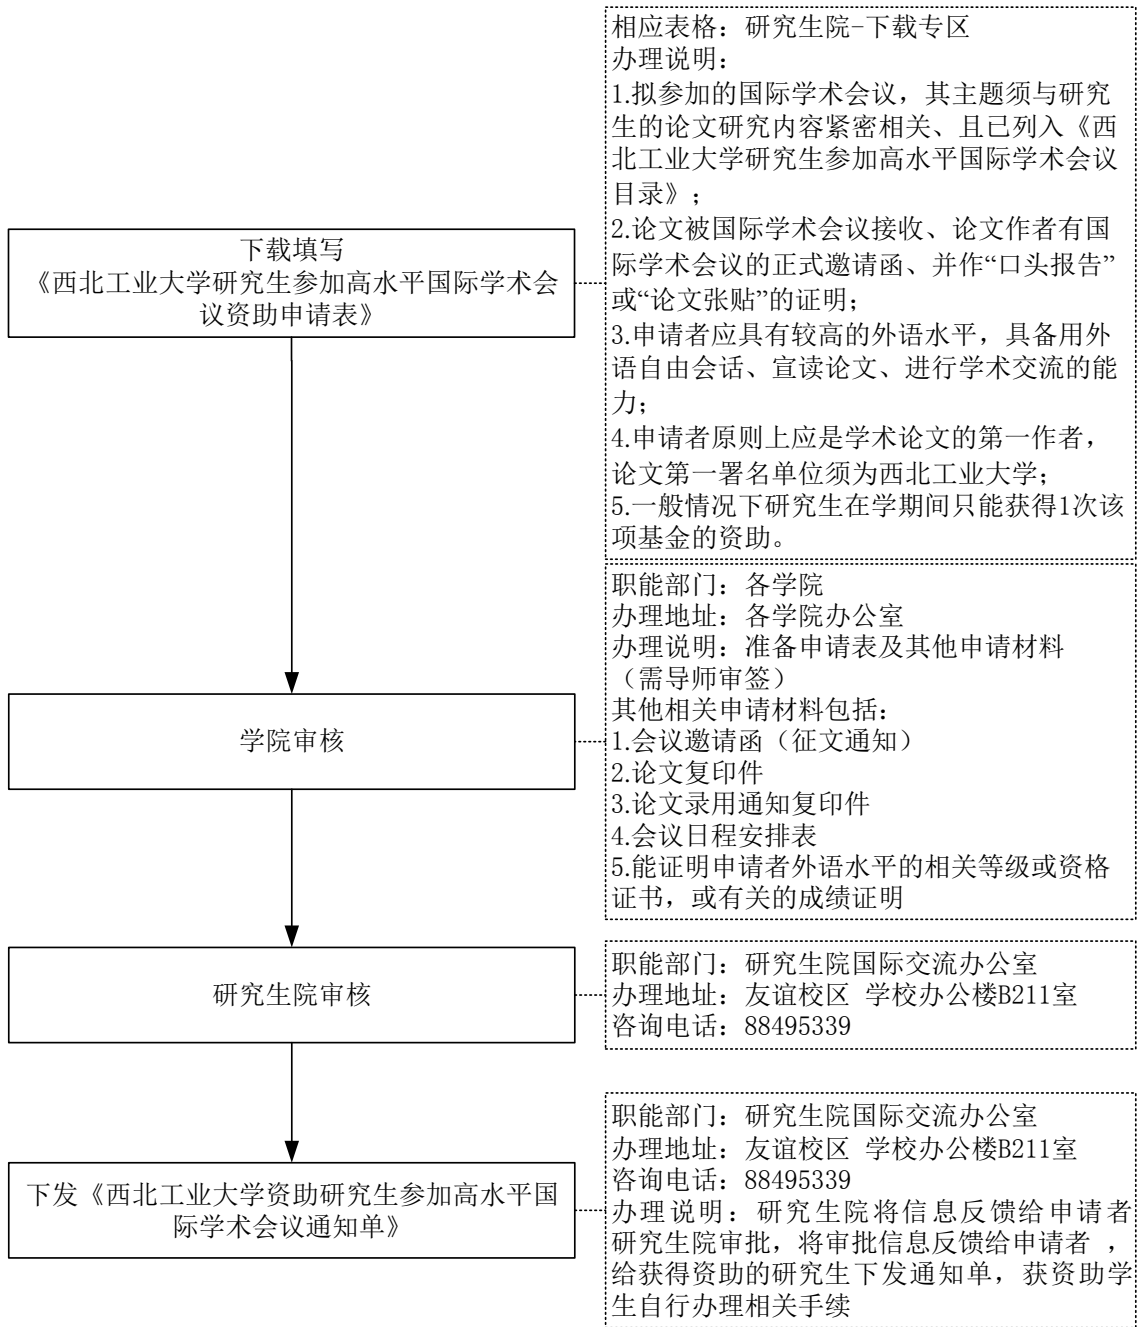 相应表格：研究生院-下载专区
办理说明：
1.拟参加的国际学术会议，其主题须与研究
生的论文研究内容紧密相关、且已列入《西
北工业大学研究生参加高水平国际学术会议
目录》；
2.论文被国际学术会议接收、论文作者有国
际学术会议的正式邀请函、并作“口头报告”
或“论文张贴”的证明；
3.申请者应具有较高的外语水平，具备用外
语自由会话、宣读论文、进行学术交流的能
力；
4.申请者原则上应是学术论文的第一作者，
论文第一署名单位须为西北工业大学；
5.一般情况下研究生在学期间只能获得1次该
项基金的资助。
下载填写
《西北工业大学研究生参加高水平国际学术会
议资助申请表》
职能部门：各学院
办理地址：各学院办公室
办理说明：准备申请表及其他申请材料
（需导师审签）
其他相关申请材料包括：
1.会议邀请函（征文通知）
2.论文复印件
3.论文录用通知复印件
4.会议日程安排表
5.能证明申请者外语水平的相关等级或资格
证书，或有关的成绩证明
学院审核
职能部门：研究生院国际交流办公室
办理地址：友谊校区 学校办公楼B211室
咨询电话：88495339
研究生院审核
职能部门：研究生院国际交流办公室
办理地址：友谊校区 学校办公楼B211室
咨询电话：88495339
办理说明：研究生院将信息反馈给申请者
研究生院审批，将审批信息反馈给申请者 ，
给获得资助的研究生下发通知单，获资助学
生自行办理相关手续
下发《西北工业大学资助研究生参加高水平国
际学术会议通知单》